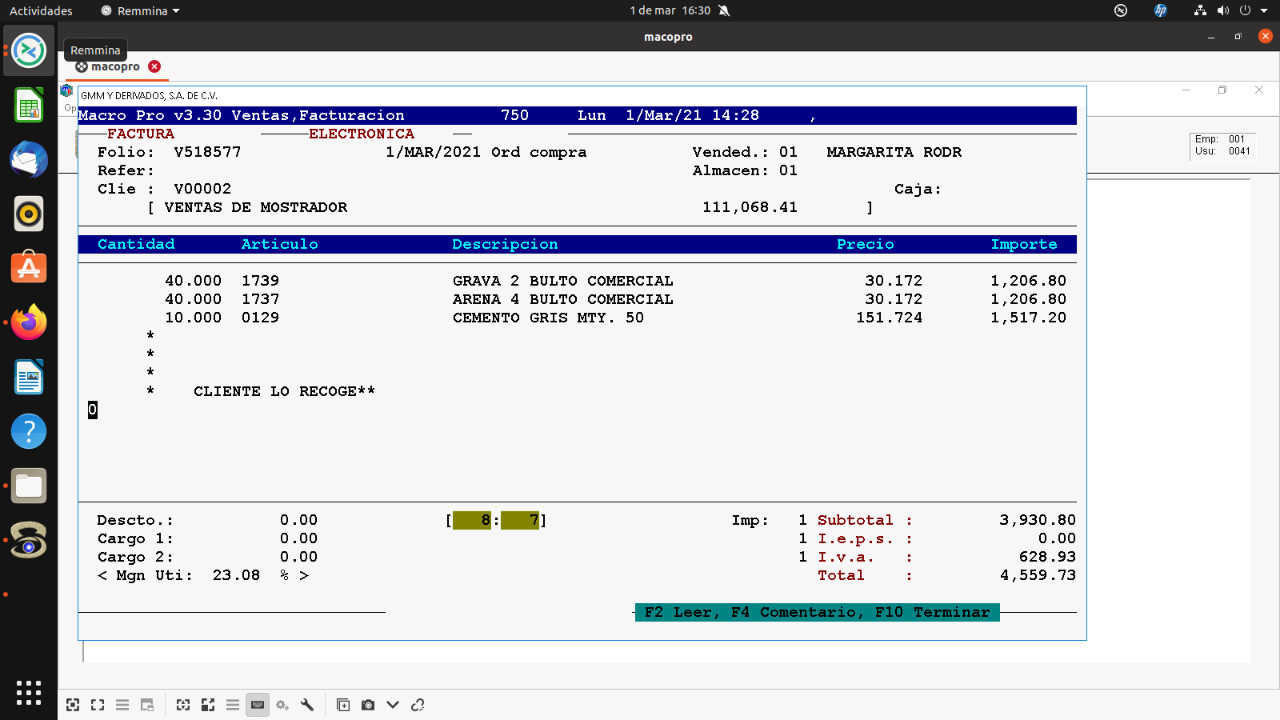 Actividades Remmina 1 de mar 16:30
macopro
Remmina
macopro
GMM Y DERIVADOS, S.A. DE C.V.
Op
Macro Pro v3.30 Ventas,Facturacion 750 Lun 1/Mar/21 14:28 ,
FACTURA ELECTRONICA
Emp: 001
Usu: 0041
Folio: V518577 1/MAR/2021 Ord compra Vended.: 01 MARGARITA RODR
Refer: Almacen: 01
Clie : V00002 Caja:
[ VENTAS DE MOSTRADOR 111,068.41 ]
Cantidad Articulo Descripcion Precio Importe
40.000 1739 GRAVA 2 BULTO COMERCIAL 30.172 1,206.80
40.000 1737 ARENA 4 BULTO COMERCIAL 30.172 1,206.80
10.000 0129 CEMENTO GRIS MTY. 50 151.724 1,517.20
*
*
*
* CLIENTE LO RECOGE**
0
Descto.: 0.00 [ 8: 7] Imp: 1 Subtotal : 3,930.80
Cargo 1: 0.00 1 I.e.p.s. : 0.00
Cargo 2: 0.00 1 I.v.a. : 628.93
< Mgn Uti: 23.08 % > Total : 4,559.73
F2 Leer, F4 Comentario, F10 Terminar